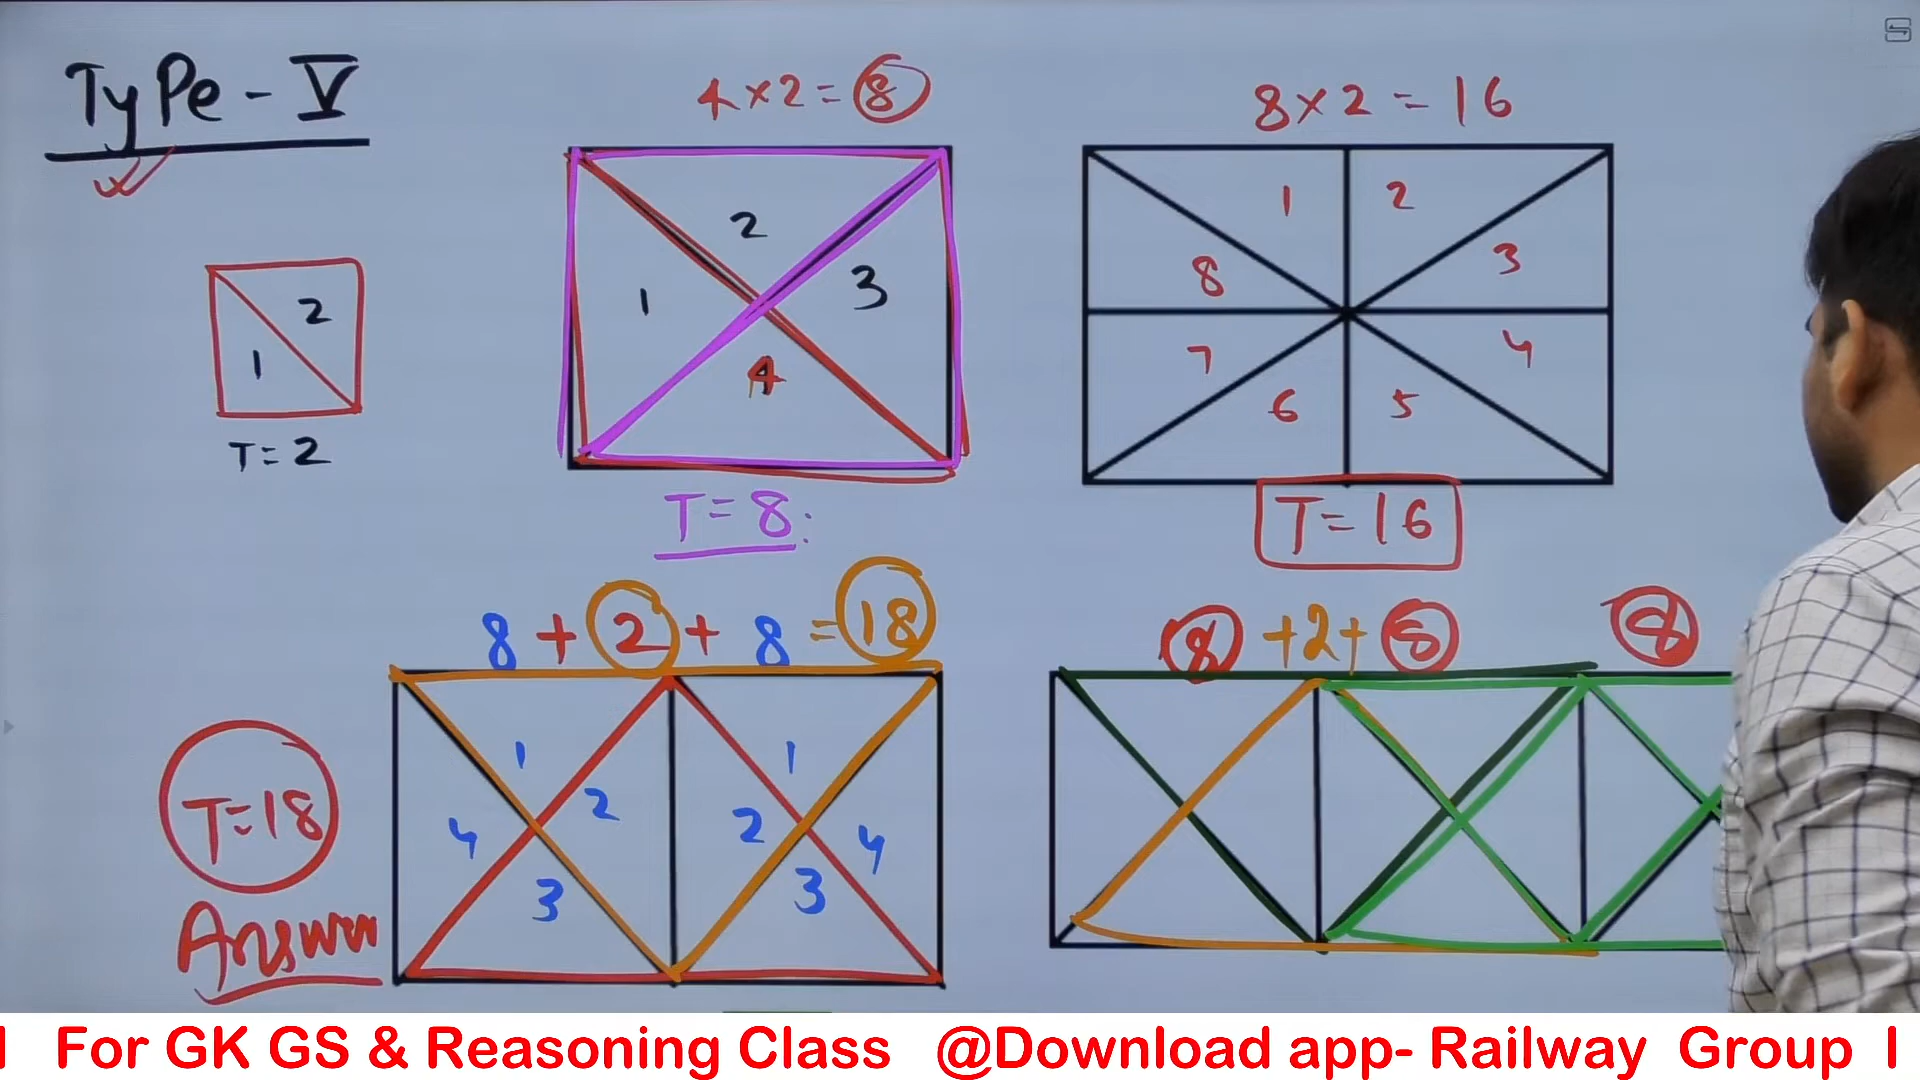 TyPe - V
4 x 2 = 8
8 x 2 = 16
2
1
3
4
1 2
8 3
7 4
6 5
2
1
T = 2
T = 8 :
T = 16
8 + 2 + 8 = 18
8 + 2 + 8 8
T = 18
1 1
2 2
4 4
3 3
Answer
For GK GS & Reasoning Class @Download app- Railway Group